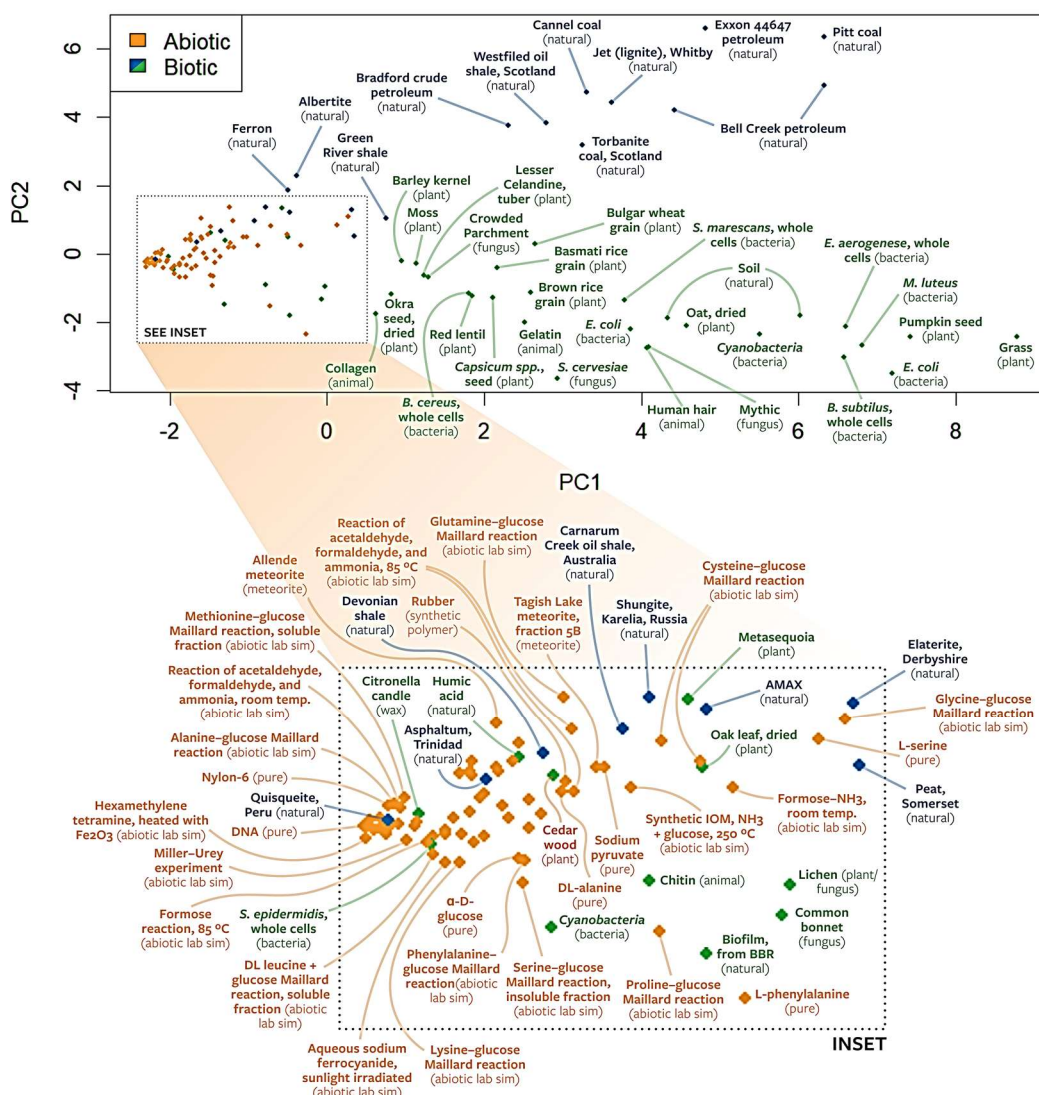 Abiotic
Biotic
PC2
6
4
2
0
-2
-4
-2
0
2
4
6
8
PC1
Ferron
(natural)
Albertite
(natural)
Green
River shale
(natural)
Bradford crude
petroleum
(natural)
Westfiled oil
shale, Scotland
(natural)
Cannel coal
(natural)
Jet (lignite), Whitby
(natural)
Exxon 44647
petroleum
(natural)
Pitt coal
(natural)
Bell Creek petroleum
(natural)
Torbanite
coal, Scotland
(natural)
Barley kernel
(plant)
Moss
(plant)
Lesser
Celandine,
tuber (plant)
Crowded
Parchment
(fungus)
Bulgar wheat
grain (plant)
Basmati rice
grain (plant)
S. marescans, whole
cells (bacteria)
E. aerogenese, whole
cells (bacteria)
M. luteus
(bacteria)
Soil
(natural)
Brown rice
grain (plant)
Okra
seed,
dried
(plant)
Red lentil
(plant)
Gelatin
(animal)
E. coli
(bacteria)
Oat, dried
(plant)
Cyanobacteria
(bacteria)
Pumpkin seed
(plant)
Grass
(plant)
E. coli
(bacteria)
SEE INSET
Collagen
(animal)
Capsicum spp.,
seed (plant)
S. cervesiae
(fungus)
B. cereus,
whole cells
(bacteria)
Human hair
(animal)
Mythic
(fungus)
B. subtilus,
whole cells
(bacteria)
Reaction of
acetaldehyde,
formaldehyde, and
ammonia, 85 ºC
(abiotic lab sim)
Glutamine–glucose
Maillard reaction
(abiotic lab sim)
Carnarum
Creek oil shale,
Australia
(natural)
Cysteine–glucose
Maillard reaction
(abiotic lab sim)
Allende
meteorite
(meteorite)
Devonian
shale
(natural)
Rubber
(synthetic
polymer)
Tagish Lake
meteorite,
fraction 5B
(meteorite)
Shungite,
Karelia, Russia
(natural)
Metasequoia
(plant)
Elaterite,
Derbyshire
(natural)
Methionine–glucose
Maillard reaction, soluble
fraction (abiotic lab sim)
Reaction of acetaldehyde,
formaldehyde, and
ammonia, room temp.
(abiotic lab sim)
Citronella
candle
(wax)
Humic
acid
(natural)
AMAX
(natural)
Glycine–glucose
Maillard reaction
(abiotic lab sim)
Alanine–glucose Maillard
reaction (abiotic lab sim)
Asphaltum,
Trinidad
(natural)
Oak leaf, dried
(plant)
L-serine
(pure)
Nylon-6 (pure)
Quisqueite,
Peru (natural)
Peat,
Somerset
(natural)
Hexamethylene
tetramine, heated with
Fe2O3 (abiotic lab sim)
DNA (pure)
Cedar
wood
(plant)
Sodium
pyruvate
(pure)
Synthetic IOM, NH3
+ glucose, 250 ºC
(abiotic lab sim)
Formose–NH3,
room temp.
(abiotic lab sim)
Miller–Urey
experiment
(abiotic lab sim)
DL-alanine
(pure)
Chitin (animal)
Lichen (plant/
fungus)
Formose
reaction, 85 ºC
(abiotic lab sim)
S. epidermidis,
whole cells
(bacteria)
α-D-
glucose
(pure)
Cyanobacteria
(bacteria)
Common
bonnet
(fungus)
Biofilm,
from BBR
(natural)
DL leucine +
glucose Maillard
reaction, soluble
fraction (abiotic
lab sim)
Phenylalanine–
glucose Maillard
reaction(abiotic
lab sim)
Serine–glucose
Maillard reaction,
insoluble fraction
(abiotic lab sim)
Proline–glucose
Maillard reaction
(abiotic lab sim)
L-phenylalanine
(pure)
INSET
Aqueous sodium
ferrocyanide,
sunlight irradiated
(abiotic lab sim)
Lysine–glucose
Maillard reaction
(abiotic lab sim)